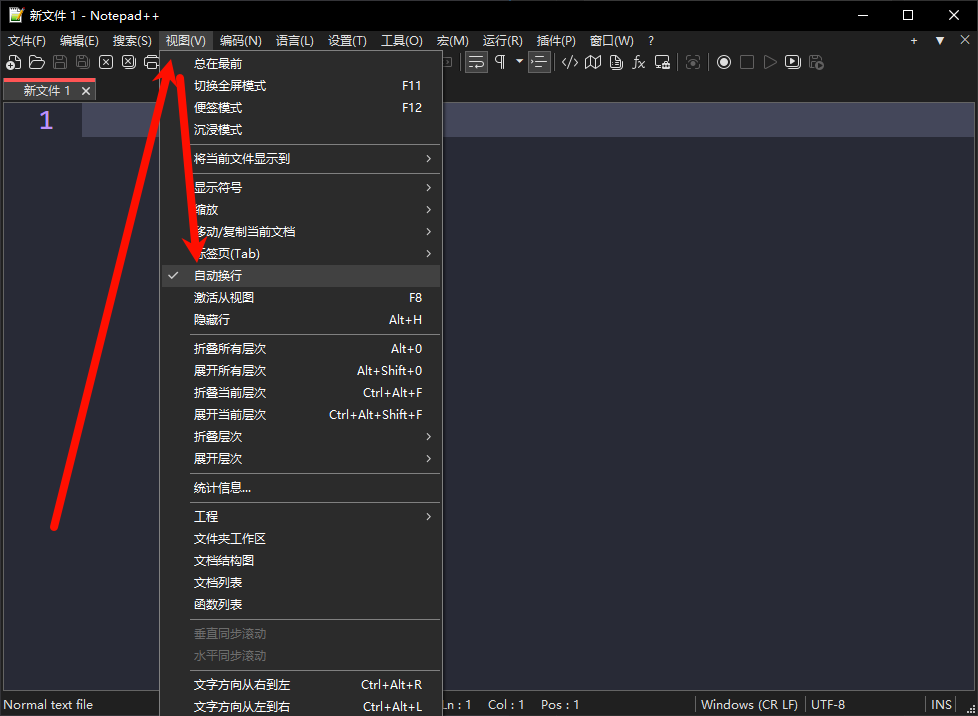 新文件 1 - Notepad++
文件(F) 编辑(E) 搜索(S) 视图(V) 编码(N) 语言(L) 设置(T) 工具(O) 宏(M) 运行(R) 插件(P) 窗口(W) ?
新文件 1
1
总在最前
切换全屏模式 F11
便签模式 F12
沉浸模式
将当前文件显示到
显示符号
缩放
移动/复制当前文档
标签页(Tab)
自动换行
激活从视图 F8
隐藏行 Alt+H
折叠所有层次 Alt+0
展开所有层次 Alt+Shift+0
折叠当前层次 Ctrl+Alt+F
展开当前层次 Ctrl+Alt+Shift+F
折叠层次
展开层次
统计信息...
工程
文件夹工作区
文档结构图
文档列表
函数列表
垂直同步滚动
水平同步滚动
文字方向从右到左 Ctrl+Alt+R
文字方向从左到右 Ctrl+Alt+L
Normal text file Ln : 1 Col : 1 Pos : 1 Windows (CR LF) UTF-8 INS